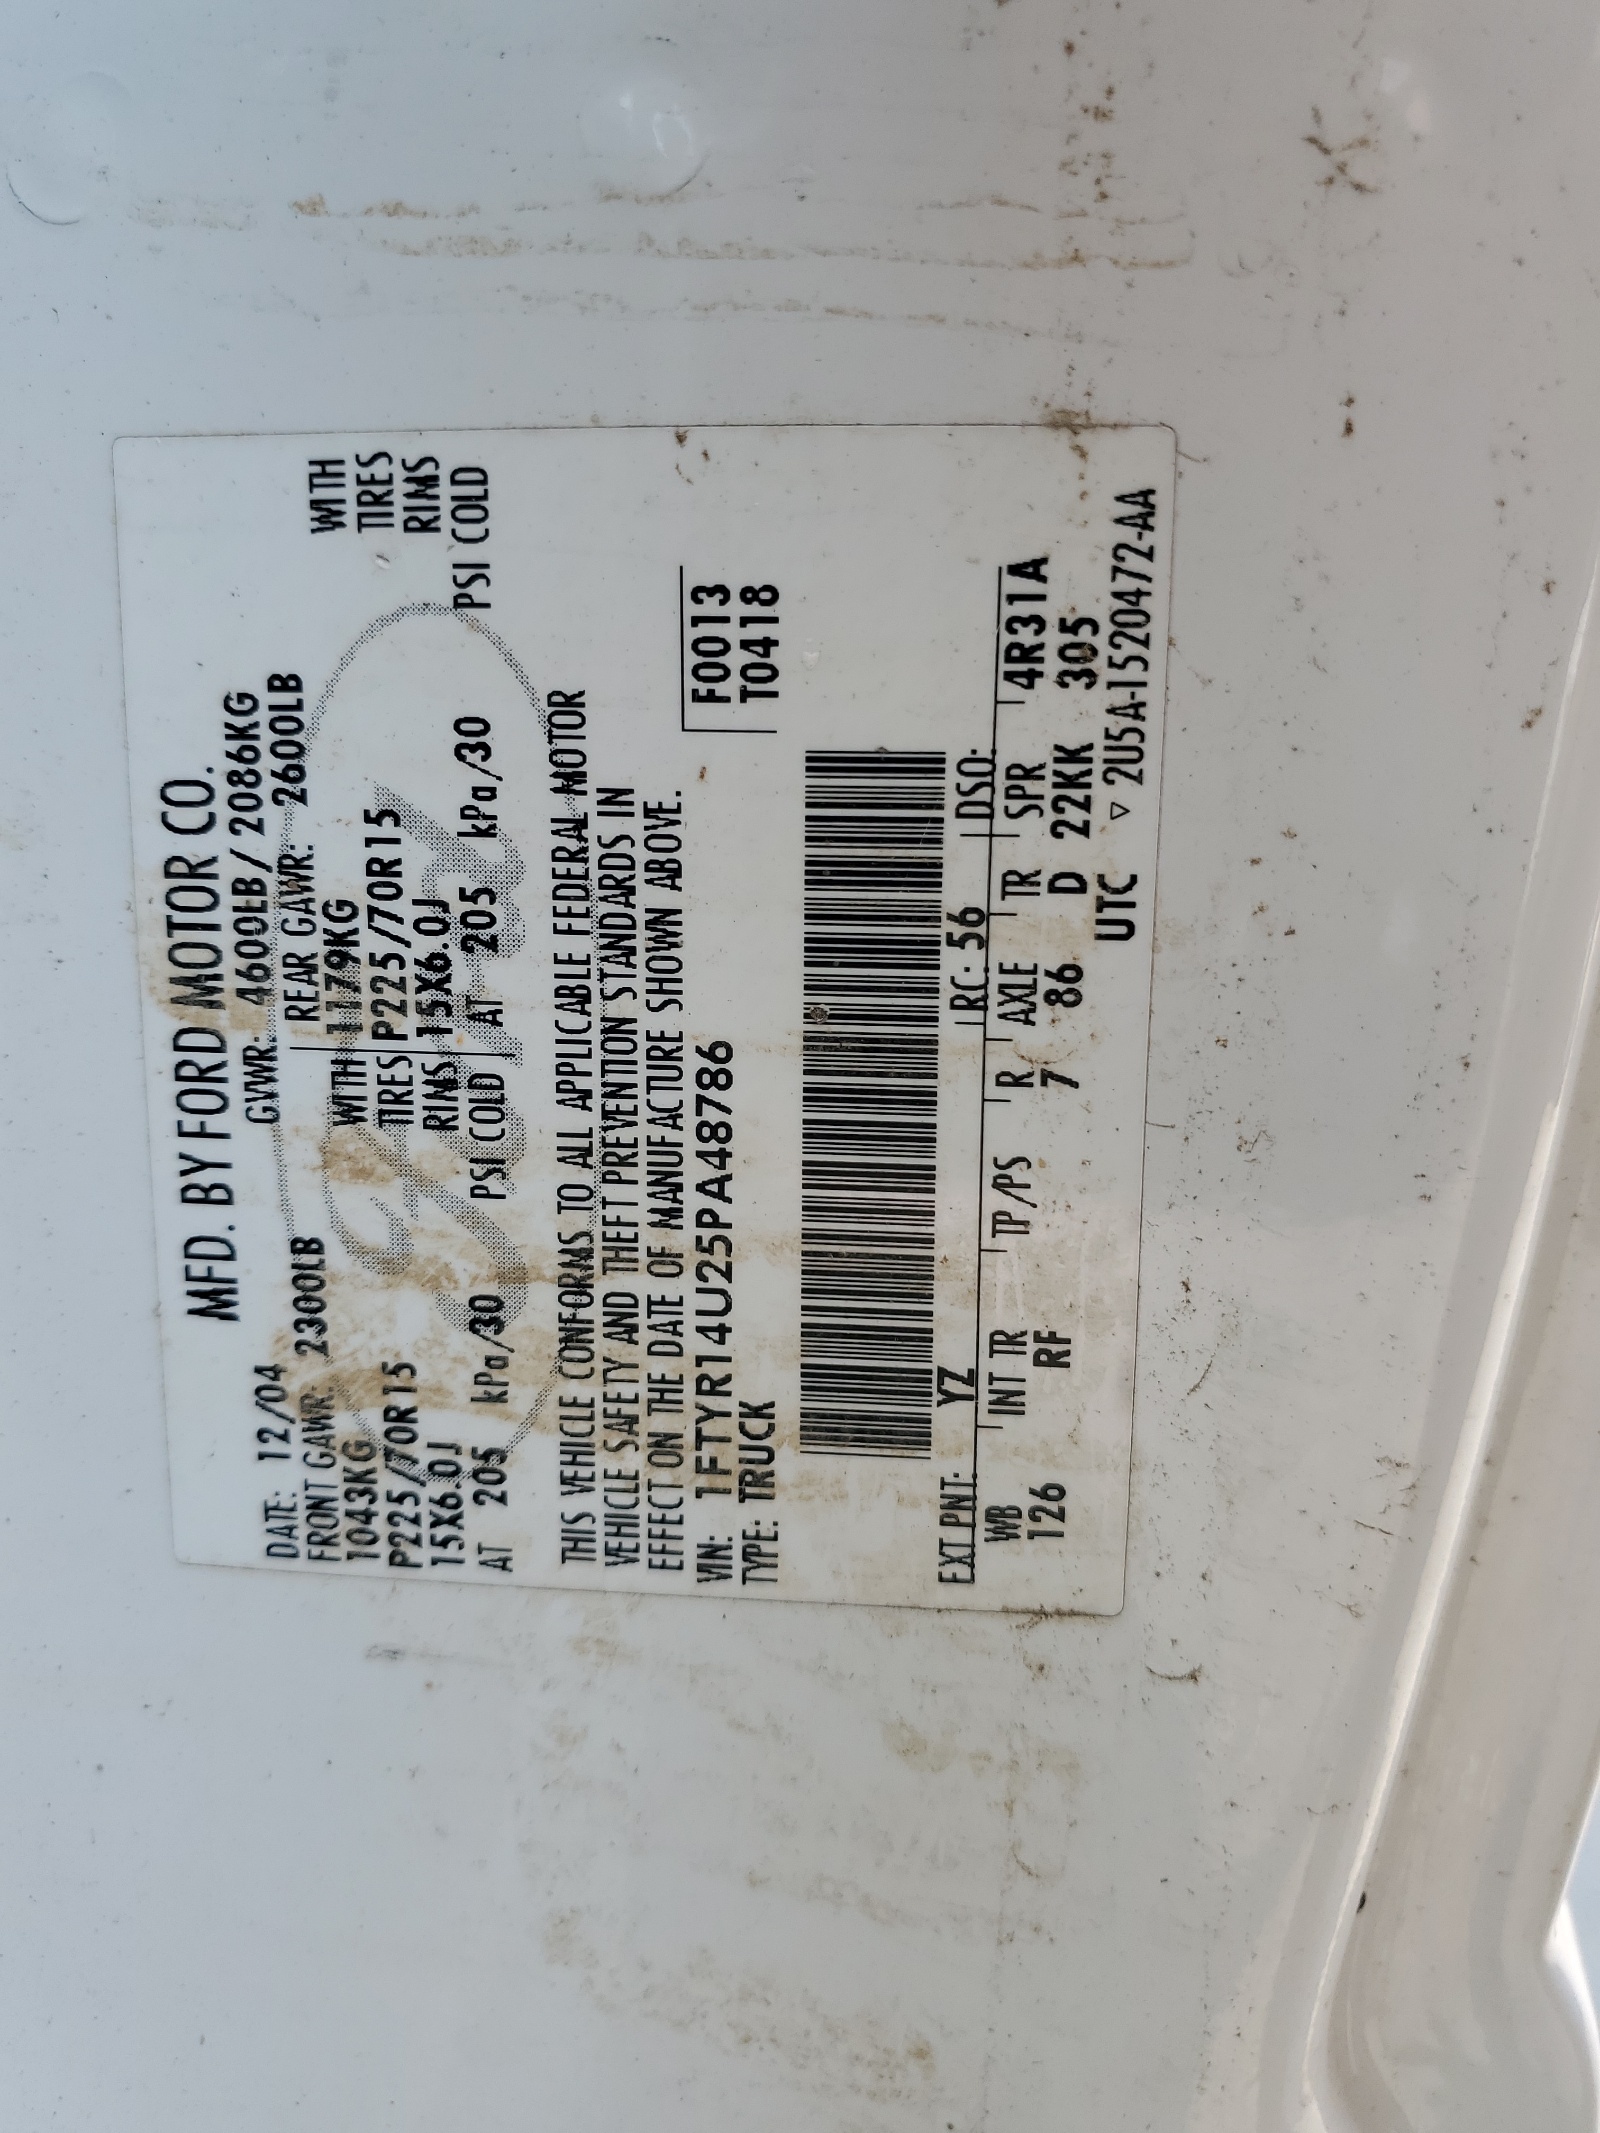 MFD. BY FORD MOTOR CO.
DATE: 12/04 GVWR: 4600LB/ 2086KG
FRONT GAWR: 2300LB REAR GAWR: 2600LB
1043KG WITH 1179KG WITH
P225/70R15 TIRES P225/70R15 TIRES
15X6.0J RIMS 15X6.0J RIMS
AT 205 kPa/30 PSI COLD AT 205 kPa/30 PSI COLD
THIS VEHICLE CONFORMS TO ALL APPLICABLE FEDERAL MOTOR
VEHICLE SAFETY AND THEFT PREVENTION STANDARDS IN
EFFECT ON THE DATE OF MANUFACTURE SHOWN ABOVE.
VIN: 1FTYR14U25PA48786 F0013
TYPE: TRUCK T0418
EXT PNT: YZ RC: 56 DSO:
WB INT TR TP/PS R AXLE TR SPR 4R31A
126 RF 7 86 D 22KK 305
UTC ▽ 2U5A-1520472-AA
Ford